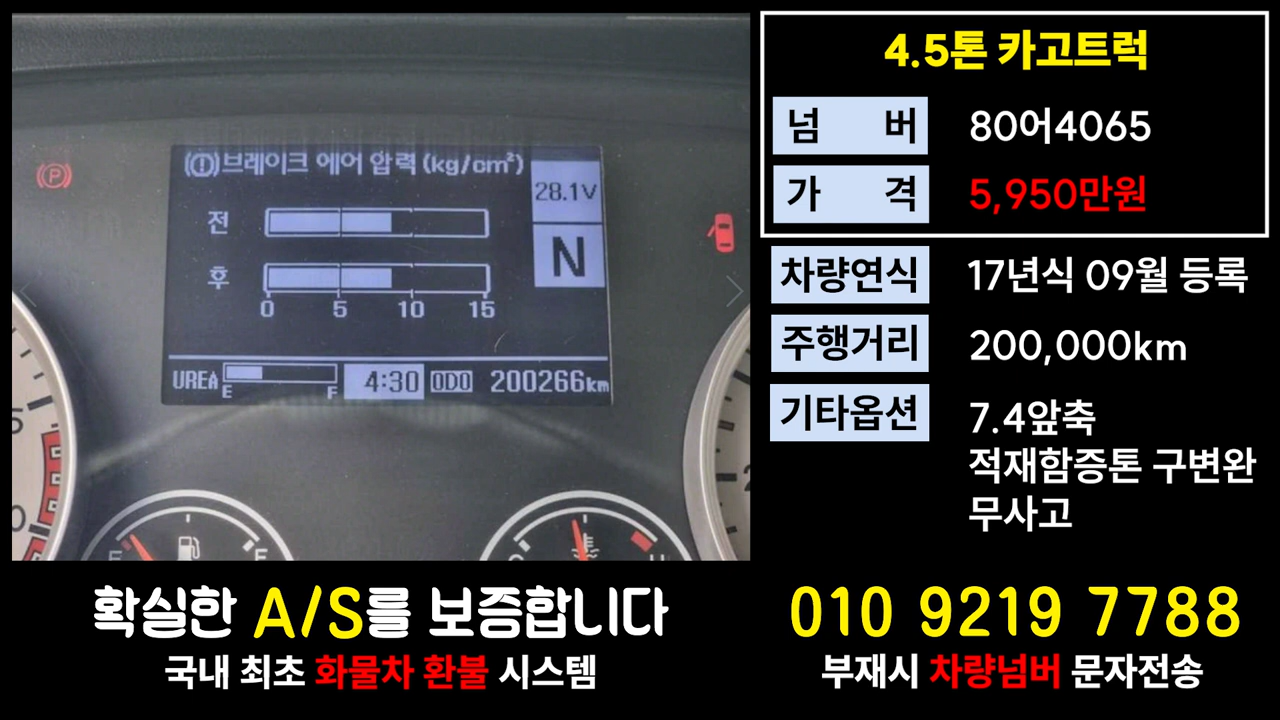 (!)브레이크 에어 압력 (kg/cm²)
28.1V
전
N
후
0 5 10 15
UREA E F 4:30 ODO 200266km
E F
4.5톤 카고트럭
넘 버 80어4065
가 격 5,950만원
차량연식 17년식 09월 등록
주행거리 200,000km
기타옵션 7.4앞축
적재함증톤 구변완
무사고
확실한 A/S를 보증합니다
국내 최초 화물차 환불 시스템
010 9219 7788
부재시 차량넘버 문자전송